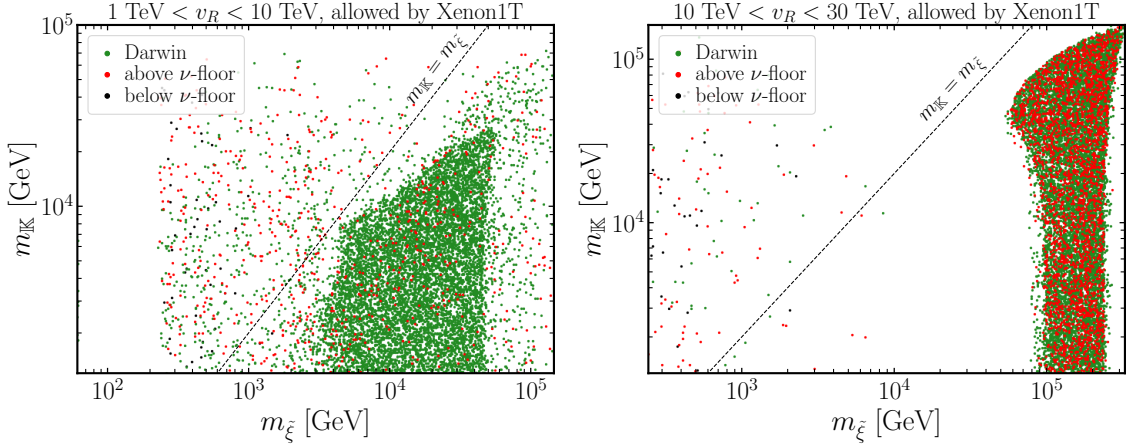 1 TeV < v_R < 10 TeV, allowed by Xenon1T
10^5
10^4
m_𝕂 [GeV]
Darwin
above ν-floor
below ν-floor
m_𝕂 = m_ξ̃
10^2
10^3
10^4
10^5
m_ξ̃ [GeV]
10 TeV < v_R < 30 TeV, allowed by Xenon1T
10^5
10^4
m_𝕂 [GeV]
Darwin
above ν-floor
below ν-floor
m_𝕂 = m_ξ̃
10^3
10^4
10^5
m_ξ̃ [GeV]